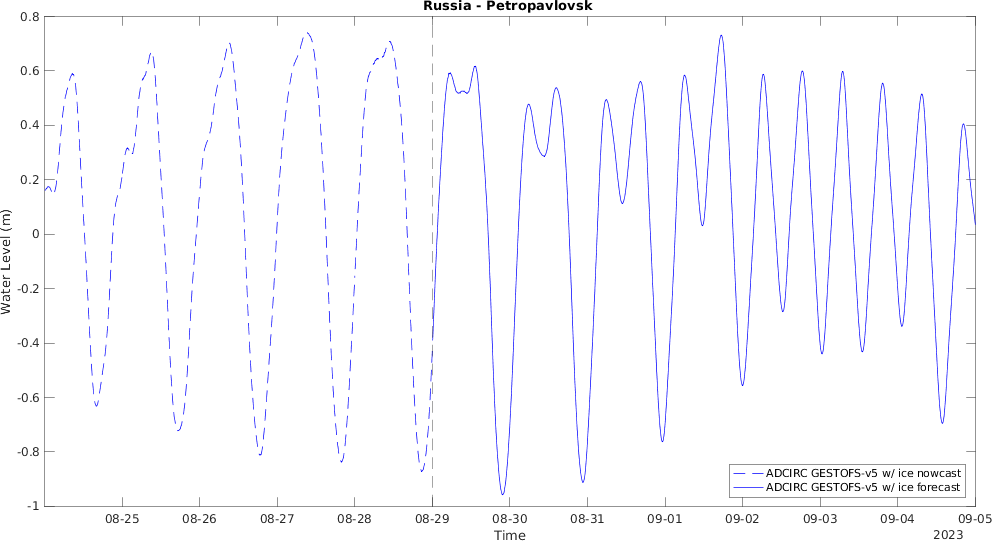 Russia - Petropavlovsk
0.8
0.6
0.4
0.2
0
-0.2
-0.4
-0.6
-0.8
-1
Water Level (m)
ADCIRC GESTOFS-v5 w/ ice nowcast
ADCIRC GESTOFS-v5 w/ ice forecast
08-25 08-26 08-27 08-28 08-29 08-30 08-31 09-01 09-02 09-03 09-04 09-05
Time
2023